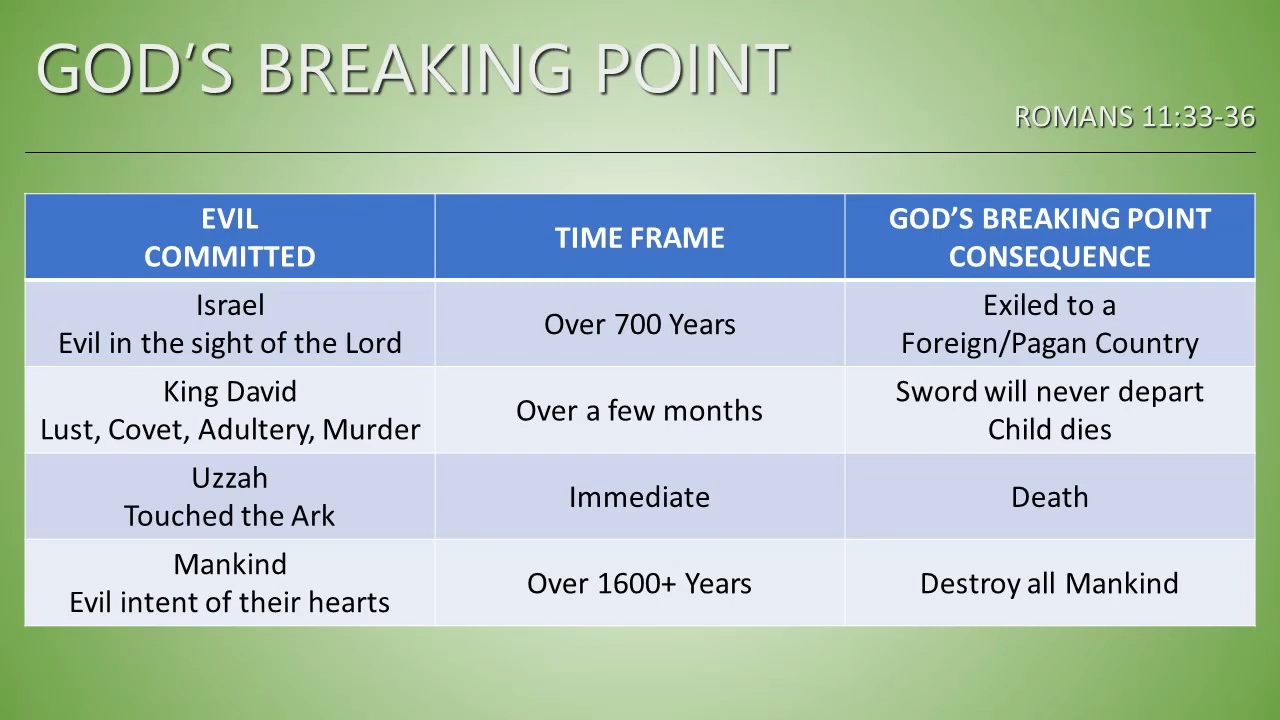 GOD’S BREAKING POINT
ROMANS 11:33-36
EVIL
COMMITTED
TIME FRAME
GOD’S BREAKING POINT
CONSEQUENCE
Israel
Evil in the sight of the Lord
Over 700 Years
Exiled to a
Foreign/Pagan Country
King David
Lust, Covet, Adultery, Murder
Over a few months
Sword will never depart
Child dies
Uzzah
Touched the Ark
Immediate
Death
Mankind
Evil intent of their hearts
Over 1600+ Years
Destroy all Mankind